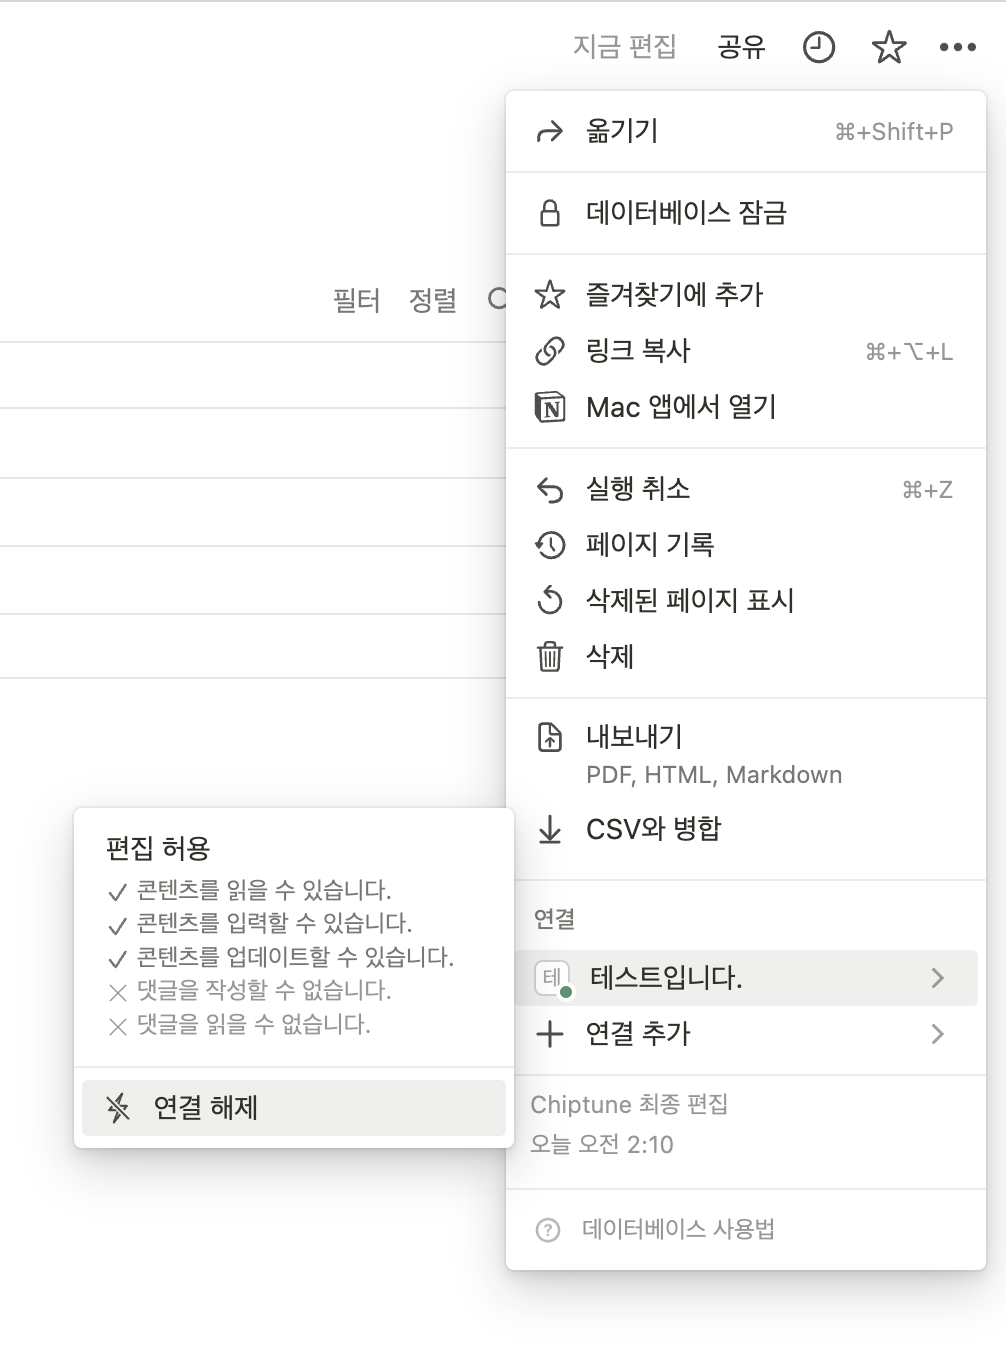 지금 편집 공유
옮기기 ⌘+Shift+P
데이터베이스 잠금
필터 정렬
즐겨찾기에 추가
링크 복사 ⌘+⌥+L
Mac 앱에서 열기
실행 취소 ⌘+Z
페이지 기록
삭제된 페이지 표시
삭제
내보내기
PDF, HTML, Markdown
CSV와 병합
연결
테 테스트입니다.
연결 추가
편집 허용
콘텐츠를 읽을 수 있습니다.
콘텐츠를 입력할 수 있습니다.
콘텐츠를 업데이트할 수 있습니다.
댓글을 작성할 수 없습니다.
댓글을 읽을 수 없습니다.
연결 해제
Chiptune 최종 편집
오늘 오전 2:10
데이터베이스 사용법